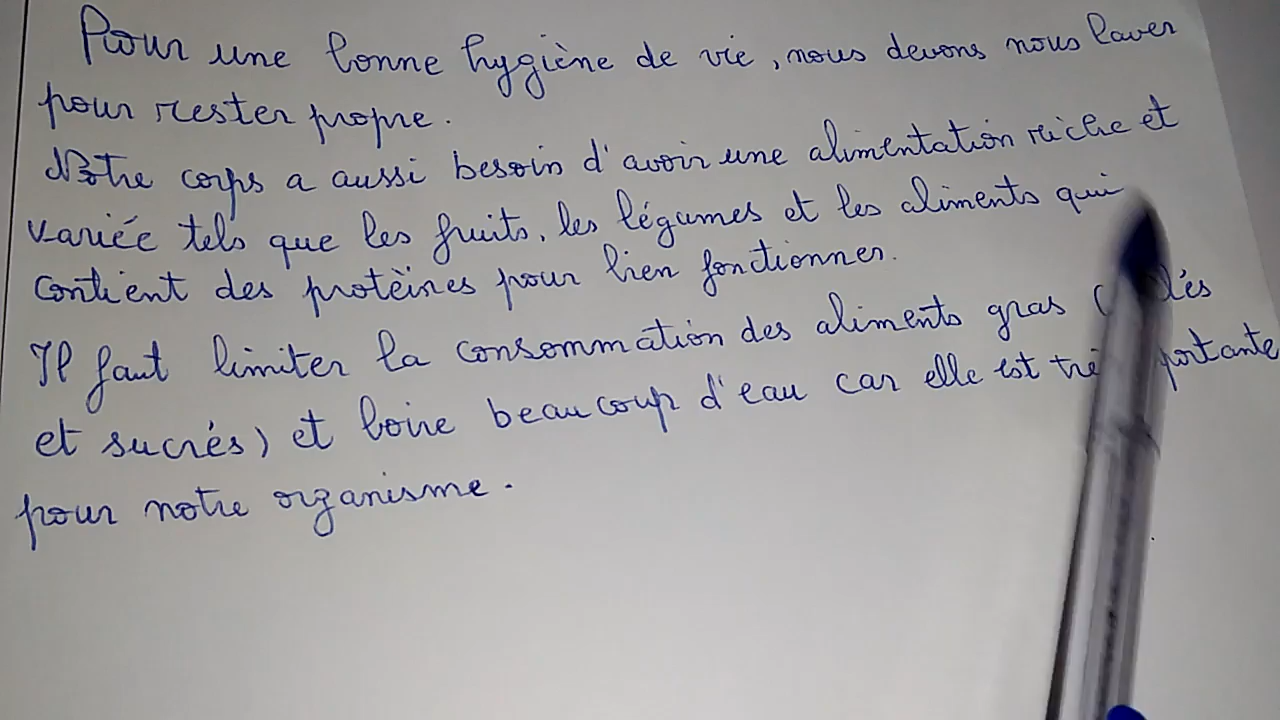 Pour une bonne hygiène de vie, nous devons nous laver
pour rester propre.
Notre corps a aussi besoin d'avoir une alimentation riche et
variée tels que les fruits, les légumes et les aliments qui
contient des protèines pour bien fonctionner.
Il faut limiter la consommation des aliments gras (
et sucrés) et boire beaucoup d'eau car elle est
pour notre organisme.